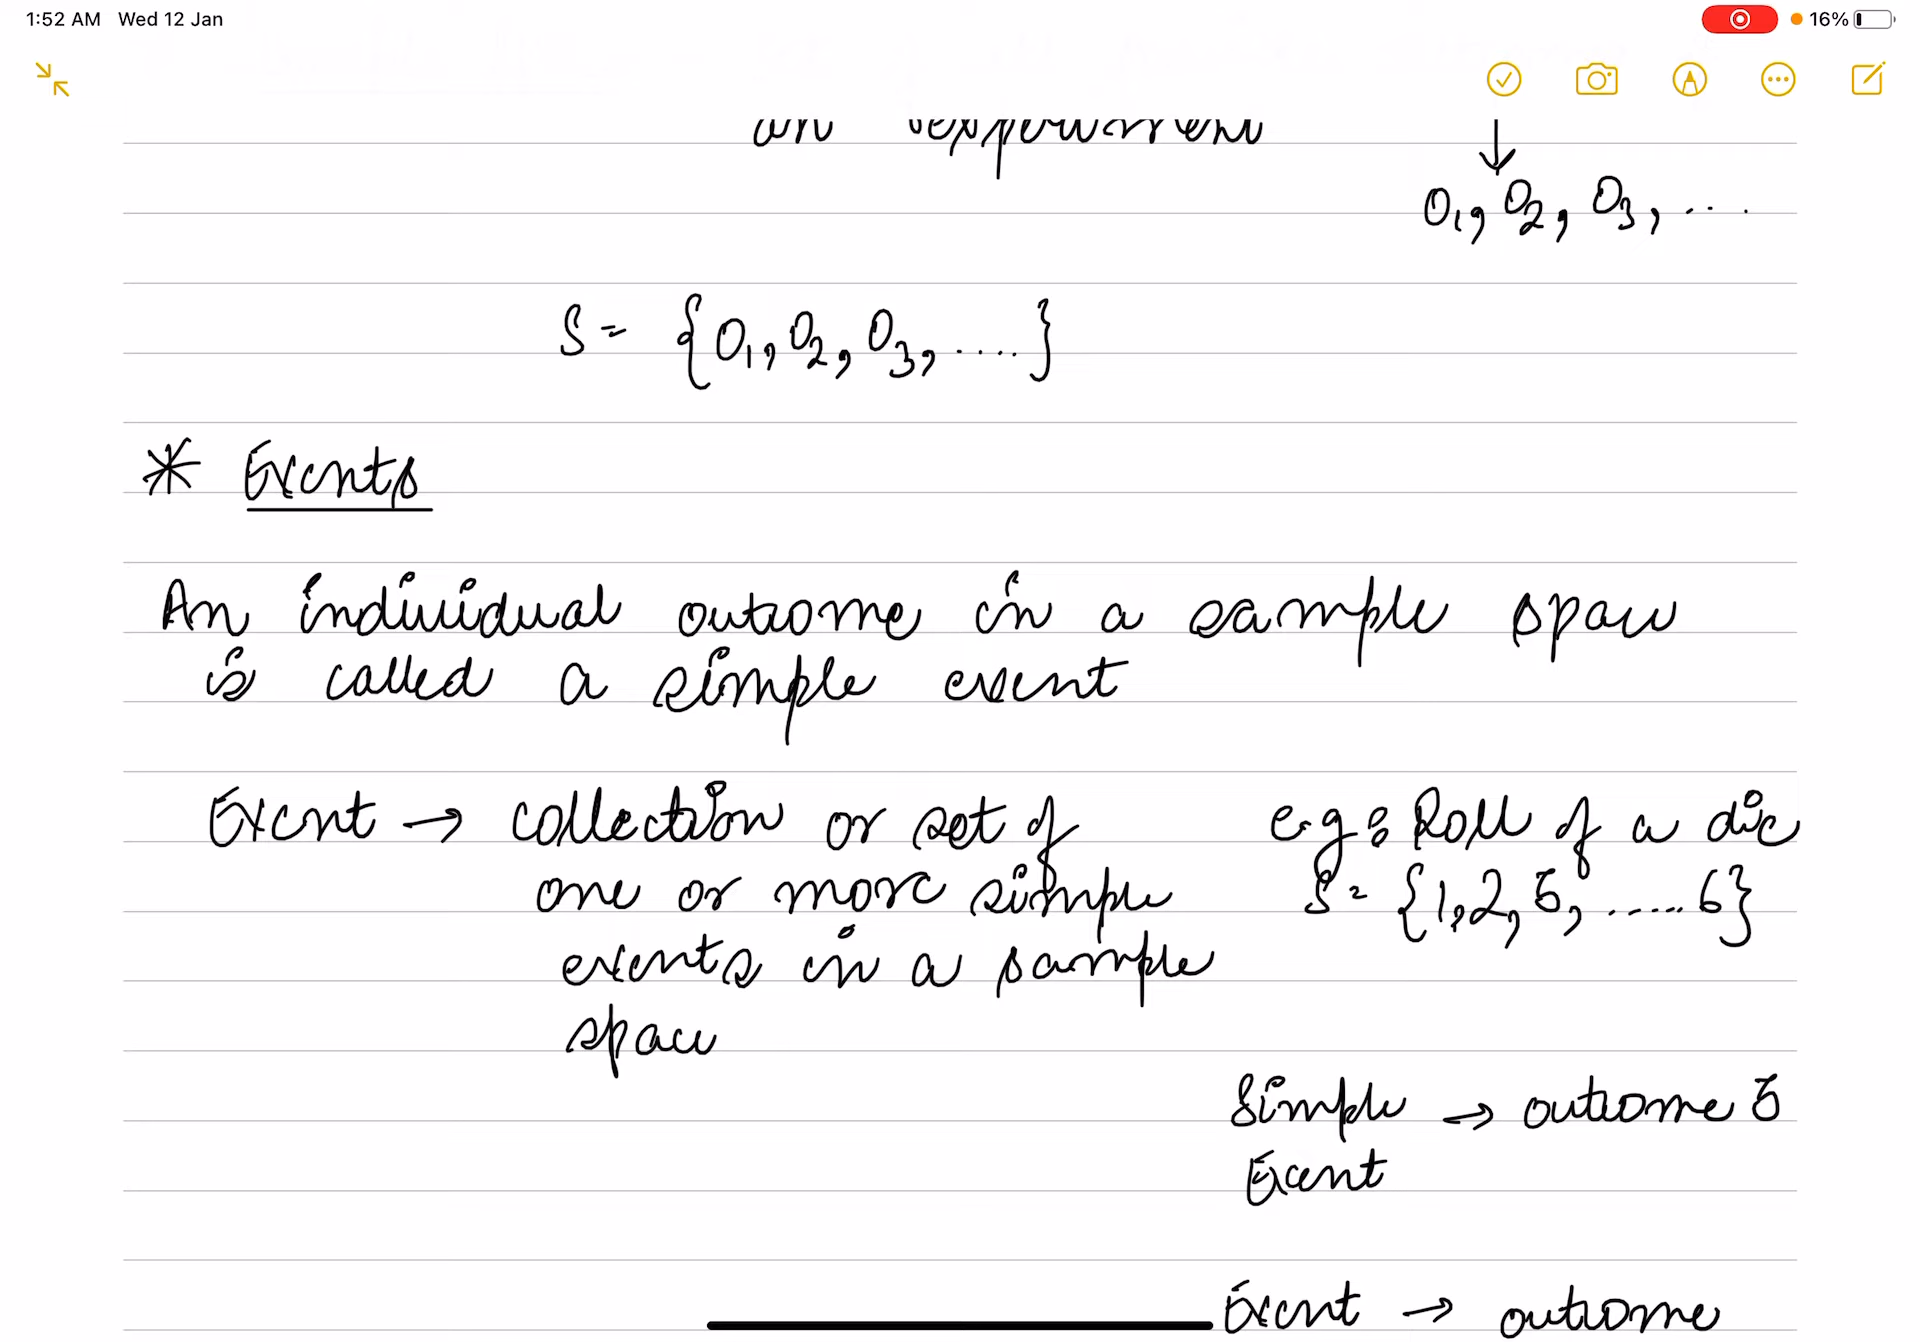 1:52 AM Wed 12 Jan
16%
an experiment
O1, O2, O3, ....
S = {O1, O2, O3, .....}
* Events
An individual outcome in a sample space
is called a simple event
Event → collection or set of
one or more simple
events in a sample
space
e.g: Roll of a die
S = {1,2,3, ..... 6}
Simple → outcome 3
Event
Event → outcome